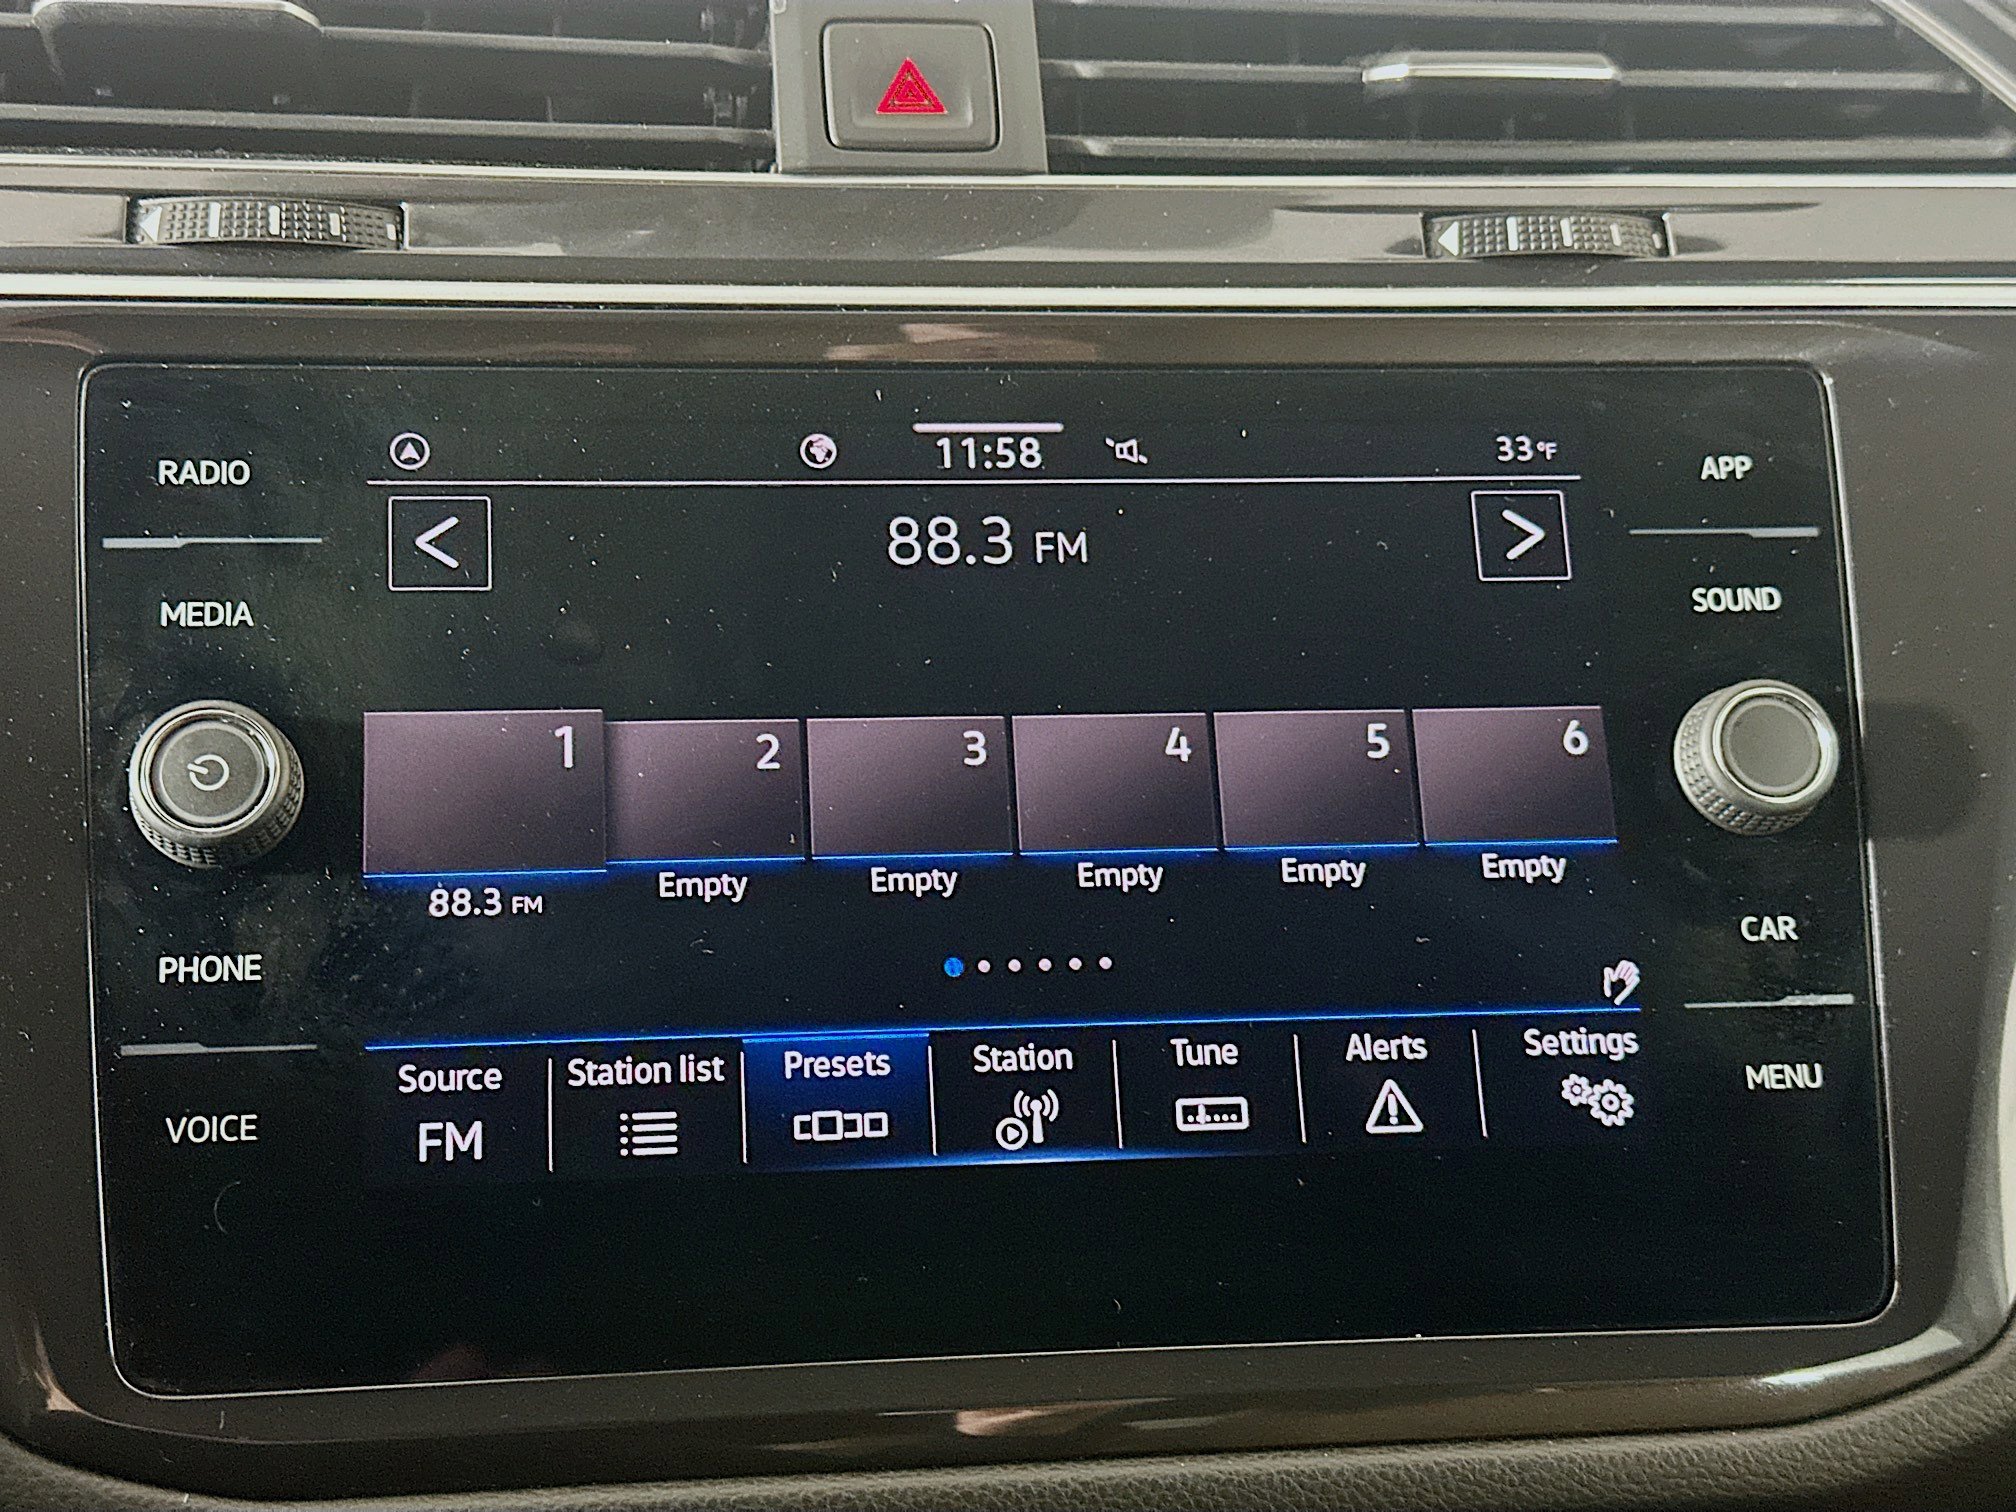 11:58
33°F
RADIO
APP
88.3 FM
MEDIA
SOUND
1 2 3 4 5 6
88.3 FM Empty Empty Empty Empty Empty
PHONE
CAR
Source Station list Presets Station Tune Alerts Settings
FM
MENU
VOICE